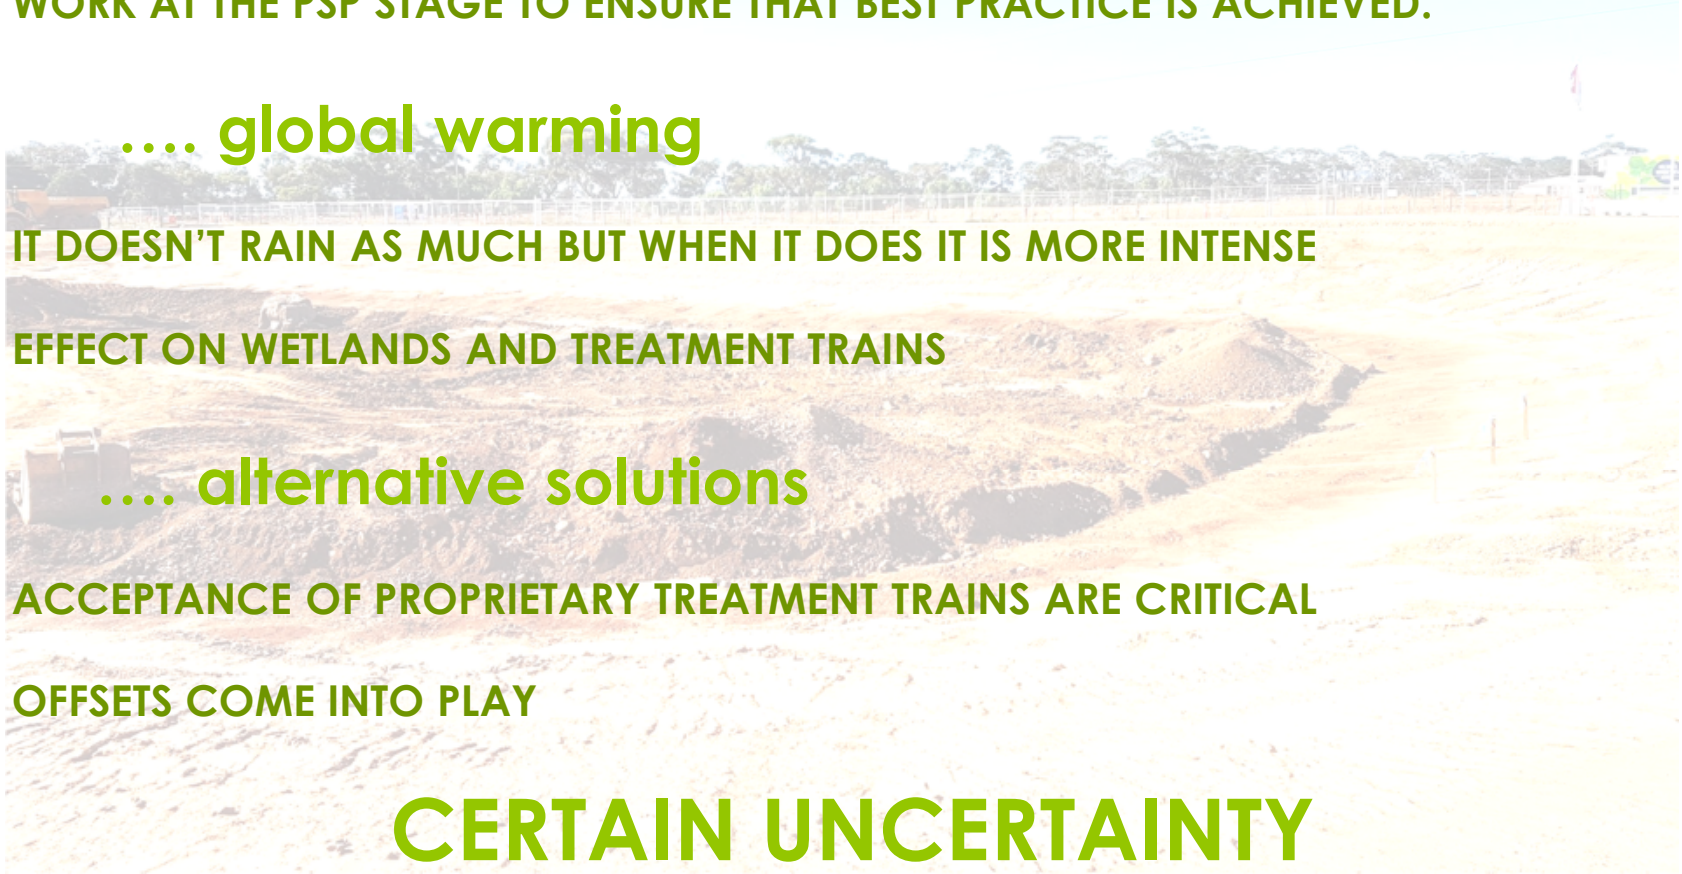 WORK AT THE PSP STAGE TO ENSURE THAT BEST PRACTICE IS ACHIEVED.
.... global warming
IT DOESN’T RAIN AS MUCH BUT WHEN IT DOES IT IS MORE INTENSE
EFFECT ON WETLANDS AND TREATMENT TRAINS
.... alternative solutions
ACCEPTANCE OF PROPRIETARY TREATMENT TRAINS ARE CRITICAL
OFFSETS COME INTO PLAY
CERTAIN UNCERTAINTY